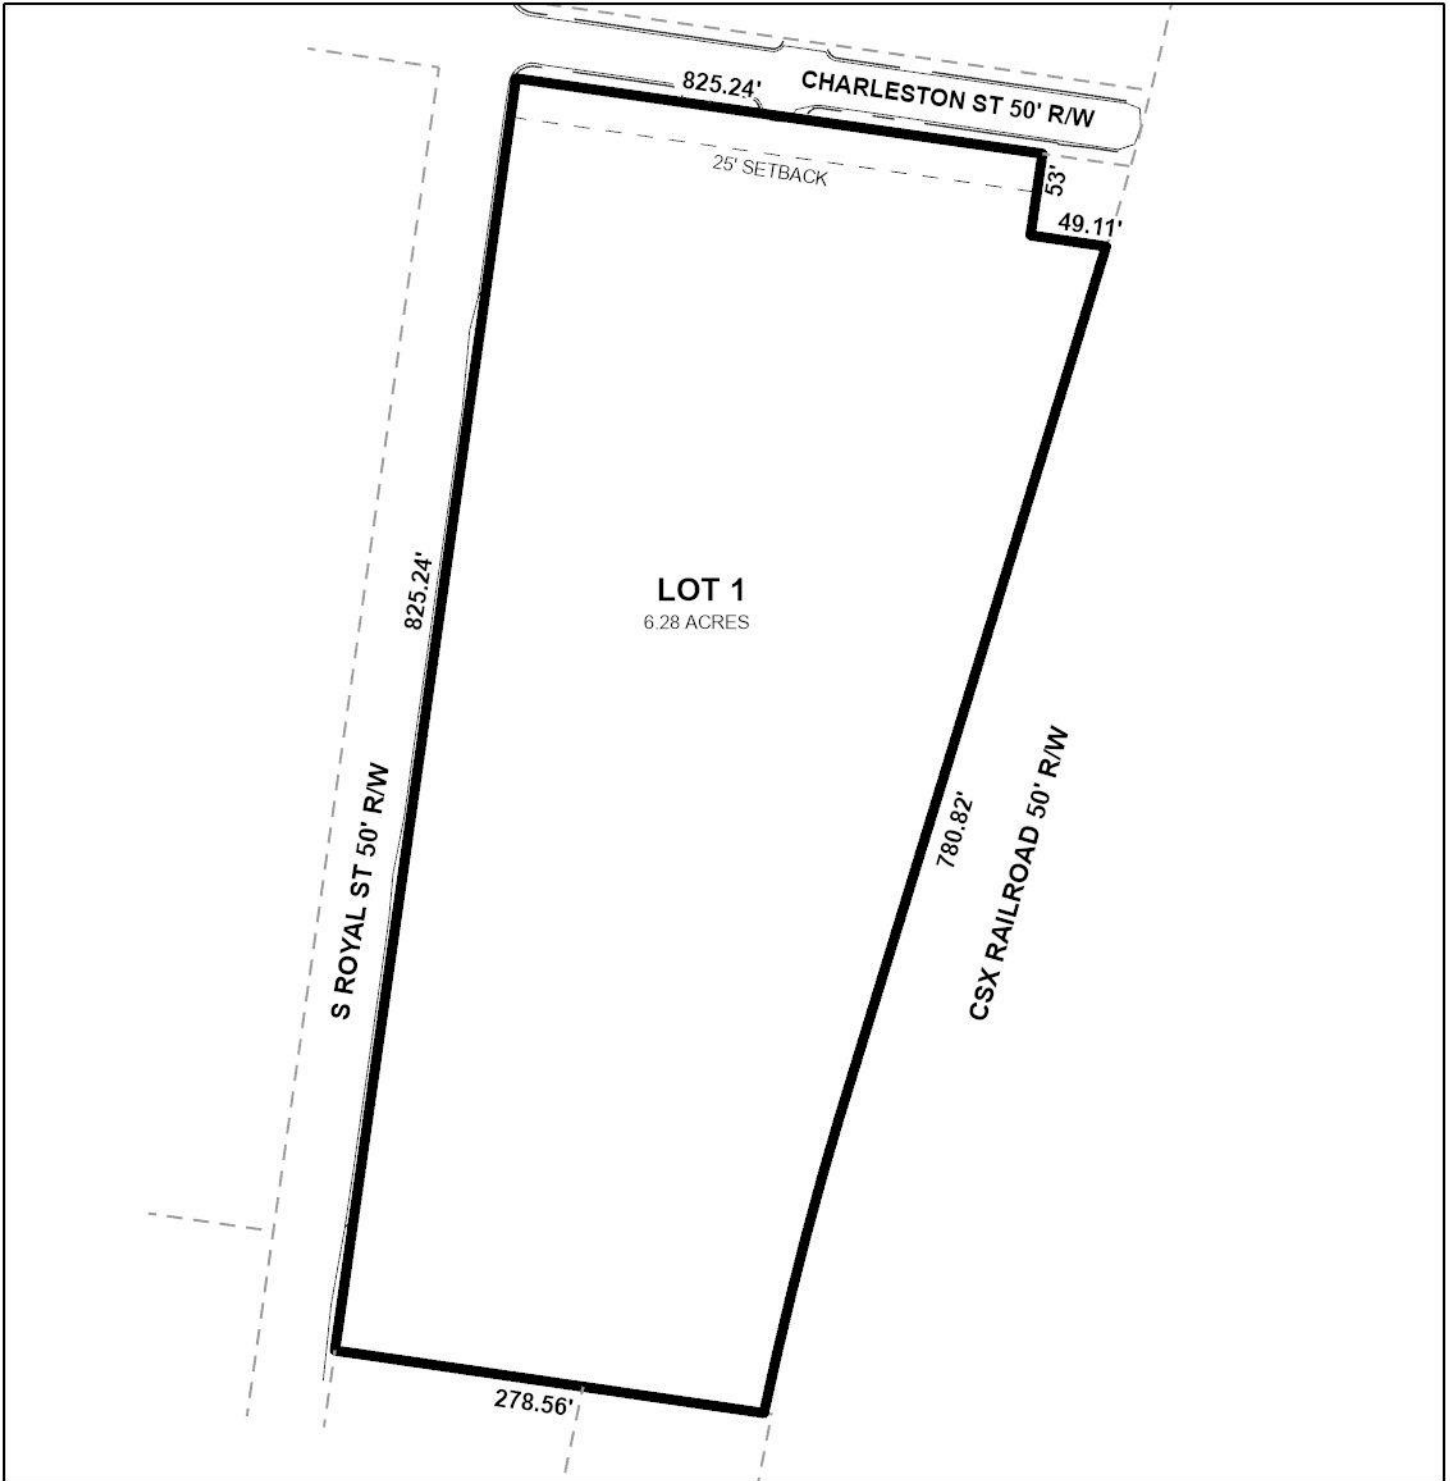 825.24'
CHARLESTON ST 50' R/W
25' SETBACK
53'
49.11'
825.24'
LOT 1
6.28 ACRES
S ROYAL ST 50' R/W
780.82'
CSX RAILROAD 50' R/W
278.56'